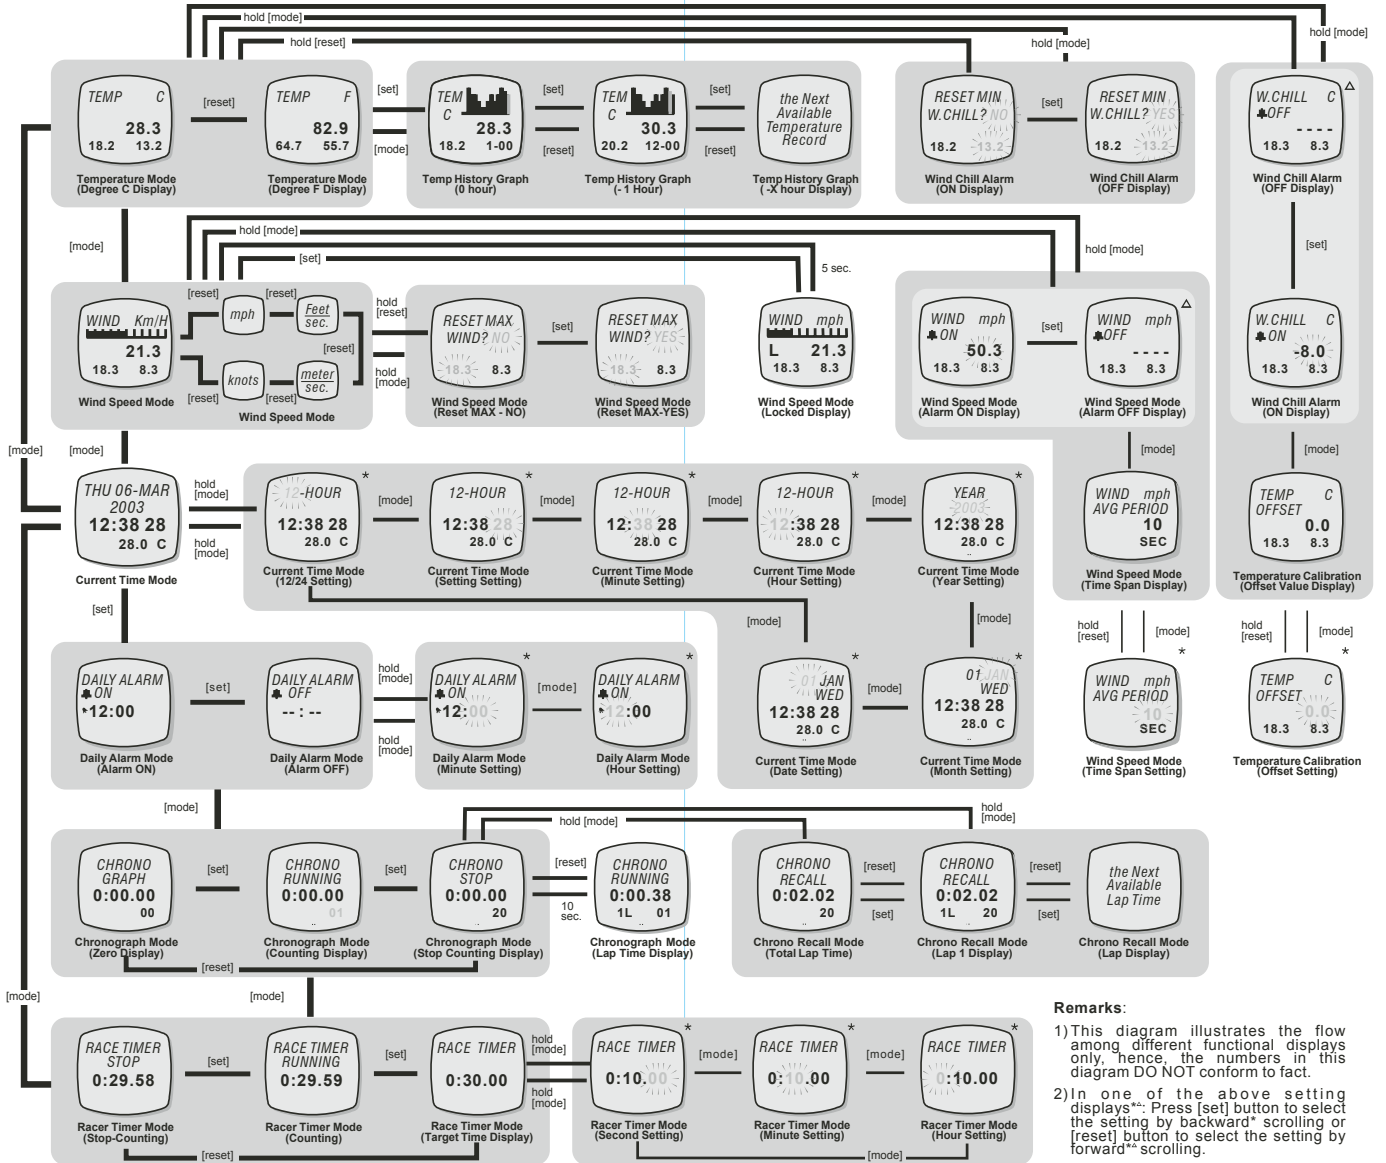 hold [mode]
hold [mode]
hold [reset]
hold [mode]
TEMP C
28.3
18.2 13.2
Temperature Mode
(Degree C Display)
[reset]
TEMP F
82.9
64.7 55.7
Temperature Mode
(Degree F Display)
[set]
[mode]
TEM
C
28.3
18.2 1-00
Temp History Graph
(0 hour)
[set]
[reset]
TEM
C
30.3
20.2 12-00
Temp History Graph
(- 1 Hour)
[set]
[reset]
the Next
Available
Temperature
Record
Temp History Graph
( -X hour Display)
RESET MIN
W.CHILL? NO
18.2 13.2
Wind Chill Alarm
(ON Display)
[set]
RESET MIN
W.CHILL? YES
18.2 13.2
Wind Chill Alarm
(OFF Display)
W.CHILL C
OFF
- - - -
18.3 8.3
Wind Chill Alarm
(OFF Display)
[mode]
hold [mode]
[set]
5 sec.
hold [mode]
[set]
WIND Km/H
21.3
18.3 8.3
Wind Speed Mode
[reset]
mph
[reset]
Feet
sec.
[reset]
knots
meter
sec.
[reset]
[reset]
Wind Speed Mode
hold
[reset]
hold
[mode]
RESET MAX
WIND? NO
18.3 8.3
Wind Speed Mode
(Reset MAX - NO)
[set]
RESET MAX
WIND? YES
18.3 8.3
Wind Speed Mode
(Reset MAX-YES)
WIND mph
L 21.3
18.3 8.3
Wind Speed Mode
(Locked Display)
WIND mph
ON
50.3
18.3 8.3
Wind Speed Mode
(Alarm ON Display)
[set]
WIND mph
OFF
- - - -
18.3 8.3
Wind Speed Mode
(Alarm OFF Display)
W.CHILL C
ON
-8.0
18.3 8.3
Wind Chill Alarm
(ON Display)
[mode]
[mode]
[mode]
[mode]
THU 06-MAR
2003
12:38 28
28.0 C
Current Time Mode
hold
[mode]
hold
[mode]
12-HOUR *
12:38 28
28.0 C
Current Time Mode
(12/24 Setting)
[mode]
12-HOUR *
12:38 28
28.0 C
Current Time Mode
(Setting Setting)
[mode]
12-HOUR *
12:38 28
28.0 C
Current Time Mode
(Minute Setting)
[mode]
12-HOUR *
12:38 28
28.0 C
Current Time Mode
(Hour Setting)
[mode]
YEAR *
2003
12:38 28
28.0 C
Current Time Mode
(Year Setting)
WIND mph
AVG PERIOD
10
SEC
Wind Speed Mode
(Time Span Display)
TEMP C
OFFSET
0.0
18.3 8.3
Temperature Calibration
(Offset Value Display)
[set]
[mode]
[mode]
hold
[reset]
[mode]
hold
[reset]
[mode]
DAILY ALARM
ON
12:00
Daily Alarm Mode
(Alarm ON)
[set]
DAILY ALARM
OFF
-- : --
Daily Alarm Mode
(Alarm OFF)
hold
[mode]
hold
[mode]
DAILY ALARM *
ON
12:00
Daily Alarm Mode
(Minute Setting)
[mode]
DAILY ALARM *
ON
12:00
Daily Alarm Mode
(Hour Setting)
01 JAN *
WED
12:38 28
28.0 C
Current Time Mode
(Date Setting)
[mode]
01 JAN *
WED
12:38 28
28.0 C
Current Time Mode
(Month Setting)
WIND mph *
AVG PERIOD
10
SEC
Wind Speed Mode
(Time Span Setting)
TEMP C *
OFFSET
0.0
18.3 8.3
Temperature Calibration
(Offset Setting)
[mode]
hold [mode]
hold
[mode]
CHRONO
GRAPH
0:00.00
00
Chronograph Mode
(Zero Display)
[set]
CHRONO
RUNNING
0:00.00
01
Chronograph Mode
(Counting Display)
[set]
CHRONO
STOP
0:00.00
20
Chronograph Mode
(Stop Counting Display)
[reset]
[reset]
10
sec.
CHRONO
RUNNING
0:00.38
1L 01
Chronograph Mode
(Lap Time Display)
CHRONO
RECALL
0:02.02
20
Chrono Recall Mode
(Total Lap Time)
[reset]
[set]
CHRONO
RECALL
0:02.02
1L 20
Chrono Recall Mode
(Lap 1 Display)
[reset]
[set]
the Next
Available
Lap Time
Chrono Recall Mode
(Lap Display)
[mode]
[mode]
RACE TIMER
STOP
0:29.58
Racer Timer Mode
(Stop-Counting)
[set]
RACE TIMER
RUNNING
0:29.59
Racer Timer Mode
(Counting)
[set]
RACE TIMER
0:30.00
Race Timer Mode
(Target Time Display)
[reset]
hold
[mode]
hold
[mode]
RACE TIMER *
0:10.00
Racer Timer Mode
(Second Setting)
[mode]
RACE TIMER *
0:10.00
Racer Timer Mode
(Minute Setting)
[mode]
RACE TIMER *
0:10.00
Racer Timer Mode
(Hour Setting)
[mode]
Remarks:
1) This diagram illustrates the flow
among different functional displays
only, hence, the numbers in this
diagram DO NOT conform to fact.
2) In one of the above setting
displays*△: Press [set] button to select
the setting by backward* scrolling or
[reset] button to select the setting by
forward*△ scrolling.